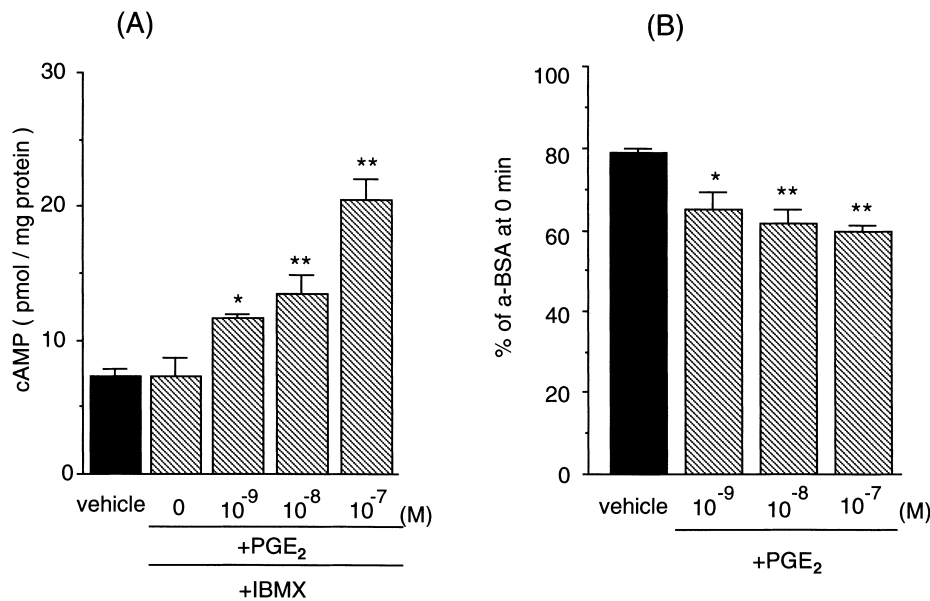 (A)
cAMP ( pmol / mg protein )
30
20
10
0
*
**
**
vehicle 0 10⁻⁹ 10⁻⁸ 10⁻⁷ (M)
+PGE₂
+IBMX
(B)
% of a-BSA at 0 min
100
80
60
40
20
0
*
**
**
vehicle 10⁻⁹ 10⁻⁸ 10⁻⁷ (M)
+PGE₂